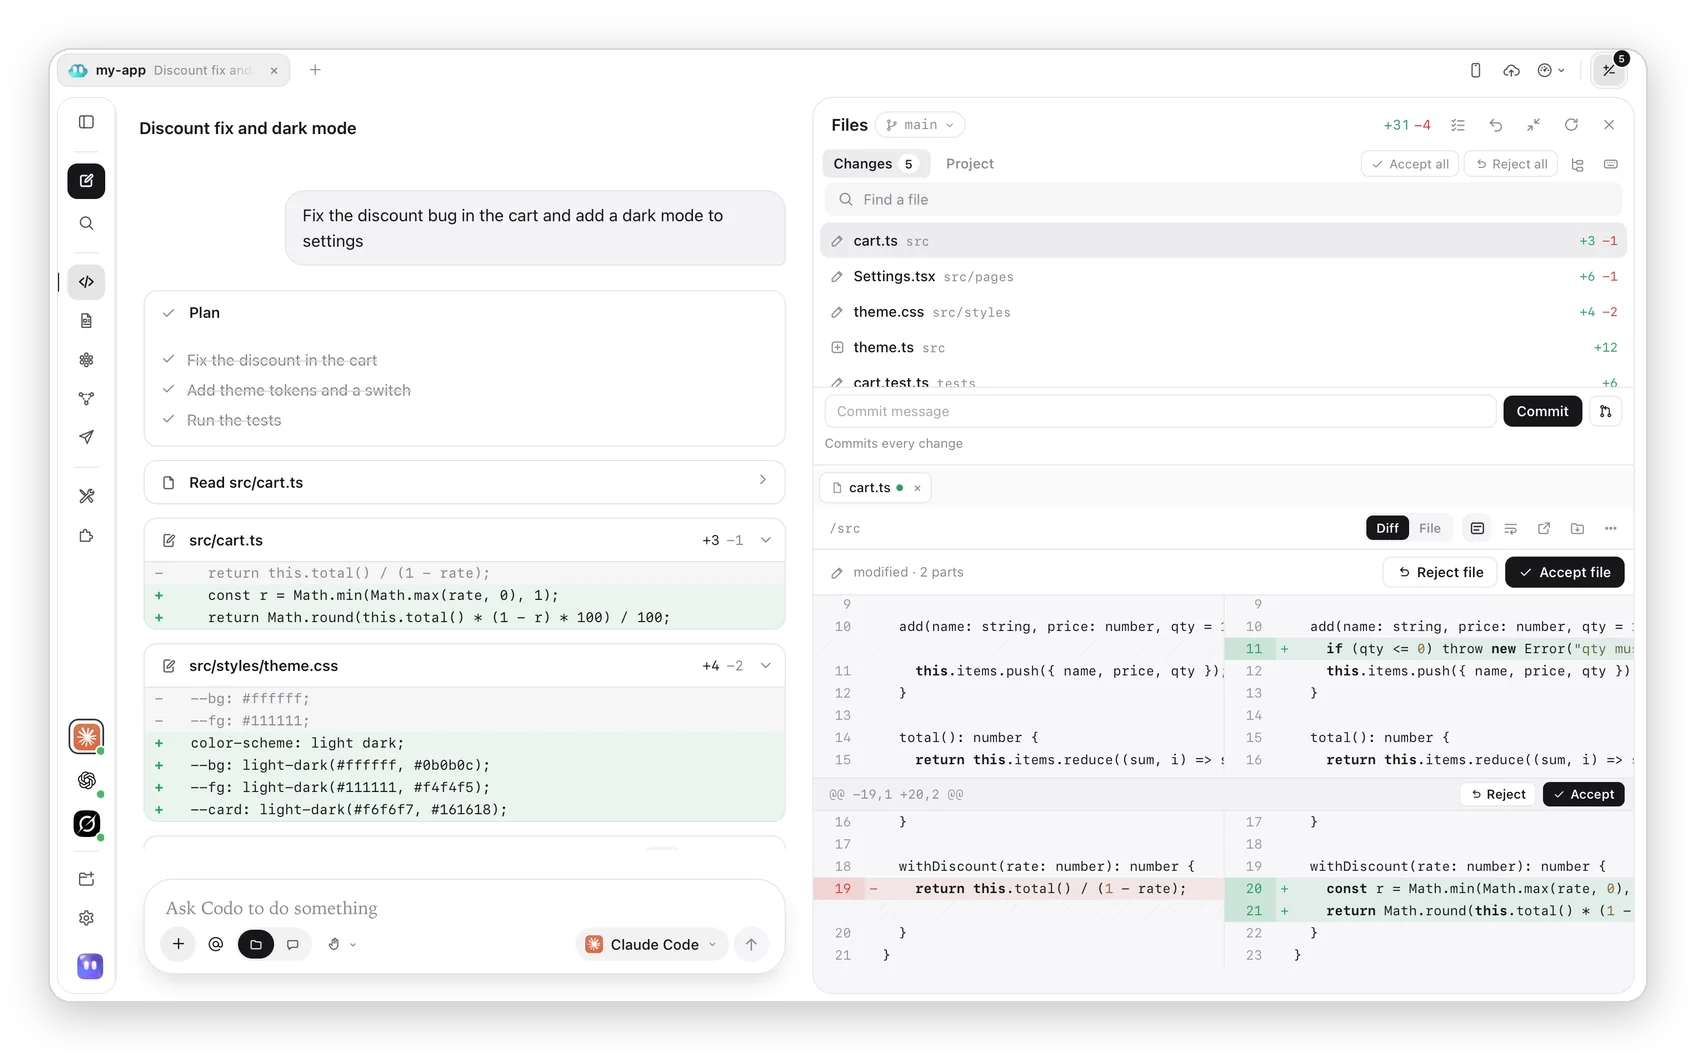 my-app Discount fix and
5
Discount fix and dark mode
Fix the discount bug in the cart and add a dark mode to
settings
Plan
Fix the discount in the cart
Add theme tokens and a switch
Run the tests
Read src/cart.ts
src/cart.ts +3 −1
− return this.total() / (1 − rate);
+ const r = Math.min(Math.max(rate, 0), 1);
+ return Math.round(this.total() * (1 − r) * 100) / 100;
src/styles/theme.css +4 −2
− −−bg: #ffffff;
− −−fg: #111111;
+ color-scheme: light dark;
+ −−bg: light-dark(#ffffff, #0b0b0c);
+ −−fg: light-dark(#111111, #f4f4f5);
+ −−card: light-dark(#f6f6f7, #161618);
Ask Codo to do something
Claude Code
Files main +31 −4
Changes 5 Project Accept all Reject all
Find a file
cart.ts src +3 −1
Settings.tsx src/pages +6 −1
theme.css src/styles +4 −2
theme.ts src +12
cart.test.ts tests +6
Commit message Commit
Commits every change
cart.ts
/src Diff File
modified · 2 parts Reject file Accept file
9
10 add(name: string, price: number, qty =
11 this.items.push({ name, price, qty });
12 }
13
14 total(): number {
15 return this.items.reduce((sum, i) =>
9
10 add(name: string, price: number, qty =
11 + if (qty <= 0) throw new Error("qty
12 this.items.push({ name, price, qty })
13 }
14
15 total(): number {
16 return this.items.reduce((sum, i) =>
@@ −19,1 +20,2 @@ Reject Accept
16 }
17
18 withDiscount(rate: number): number {
19 − return this.total() / (1 − rate);
20 }
21 }
17 }
18
19 withDiscount(rate: number): number {
20 + const r = Math.min(Math.max(rate, 0),
21 + return Math.round(this.total() * (1 −
22 }
23 }